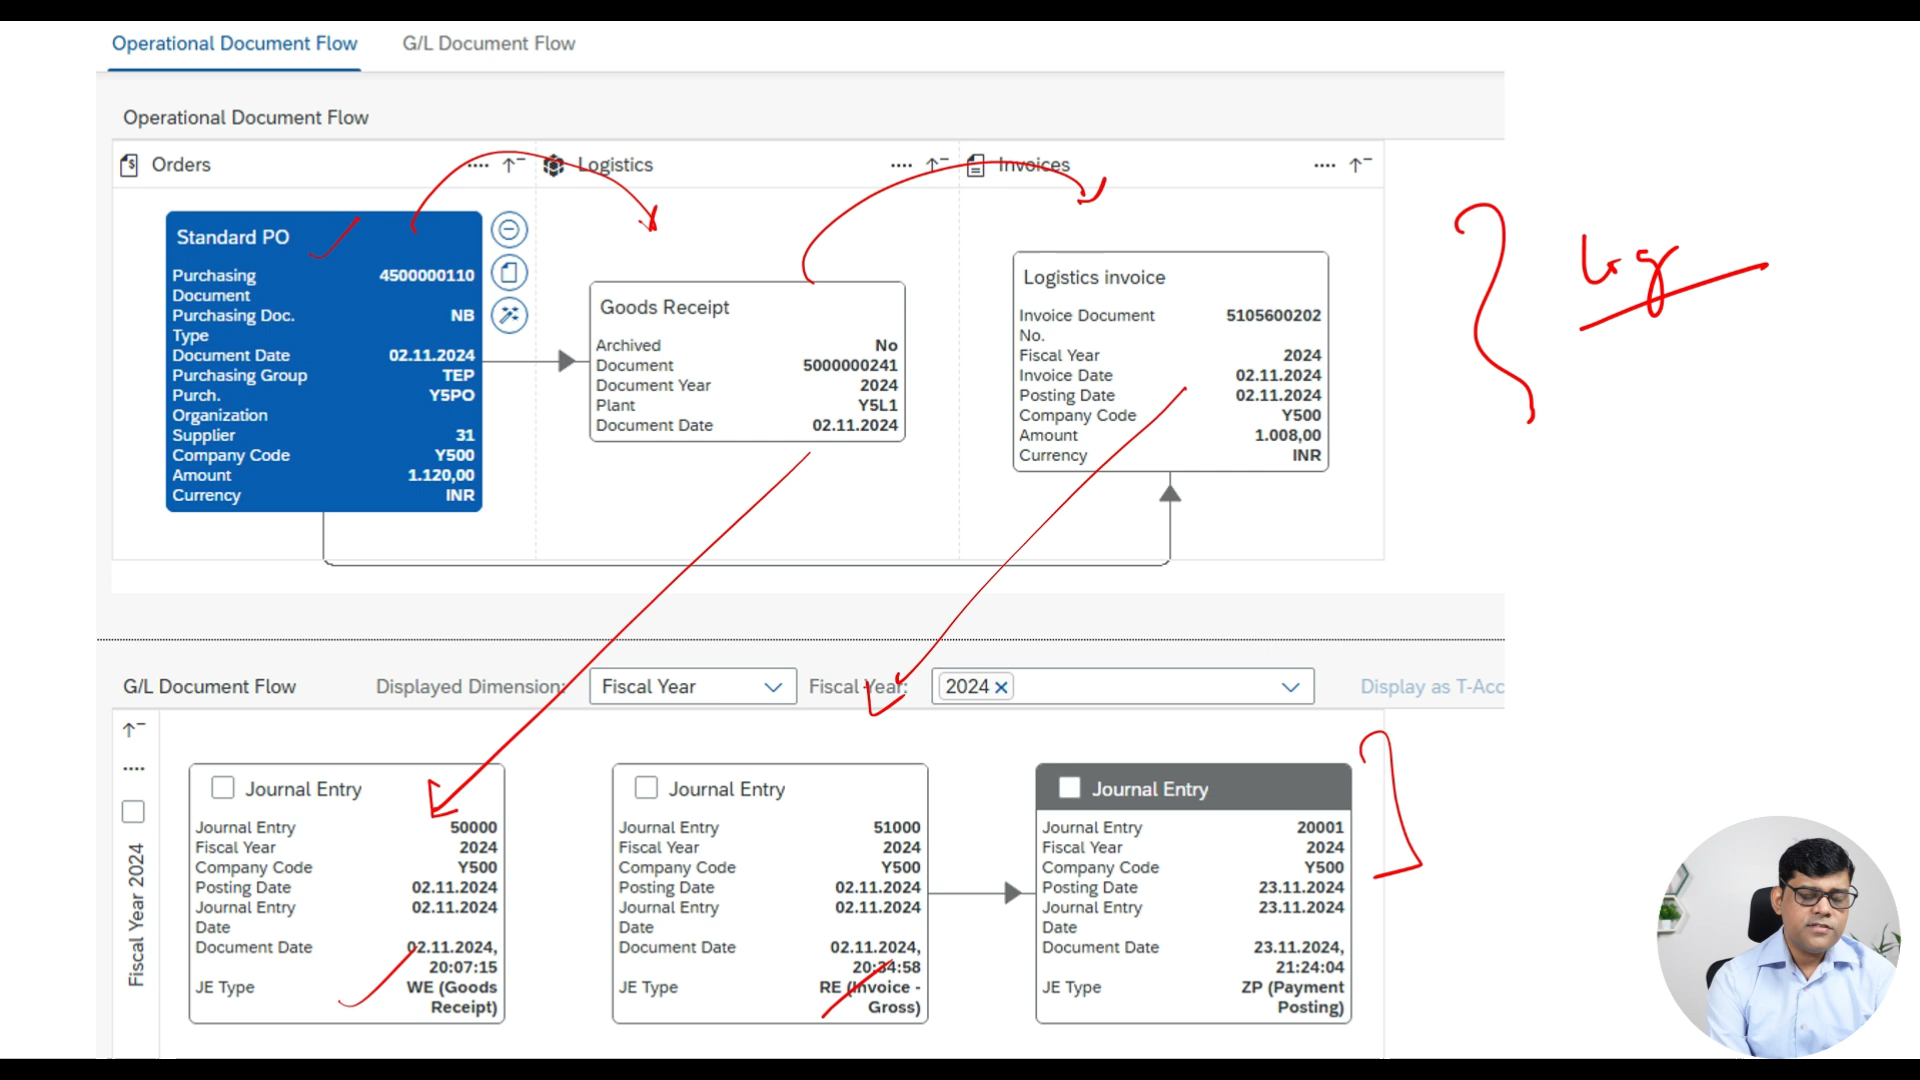 Operational Document Flow G/L Document Flow
Operational Document Flow
Orders
Logistics
Invoices
Standard PO
Purchasing Document 4500000110
Purchasing Doc. Type NB
Document Date 02.11.2024
Purchasing Group TEP
Purch. Organization Y5PO
Supplier 31
Company Code Y500
Amount 1.120,00
Currency INR
Goods Receipt
Archived No
Document 5000000241
Document Year 2024
Plant Y5L1
Document Date 02.11.2024
Logistics invoice
Invoice Document No. 5105600202
Fiscal Year 2024
Invoice Date 02.11.2024
Posting Date 02.11.2024
Company Code Y500
Amount 1.008,00
Currency INR
Log
G/L Document Flow Displayed Dimension: Fiscal Year Fiscal Year: 2024 Display as T-Acc
Fiscal Year 2024
Journal Entry
Journal Entry 50000
Fiscal Year 2024
Company Code Y500
Posting Date 02.11.2024
Journal Entry Date 02.11.2024
Document Date 02.11.2024, 20:07:15
JE Type WE (Goods Receipt)
Journal Entry
Journal Entry 51000
Fiscal Year 2024
Company Code Y500
Posting Date 02.11.2024
Journal Entry Date 02.11.2024
Document Date 02.11.2024, 20:34:58
JE Type RE (Invoice - Gross)
Journal Entry
Journal Entry 20001
Fiscal Year 2024
Company Code Y500
Posting Date 23.11.2024
Journal Entry Date 23.11.2024
Document Date 23.11.2024, 21:24:04
JE Type ZP (Payment Posting)